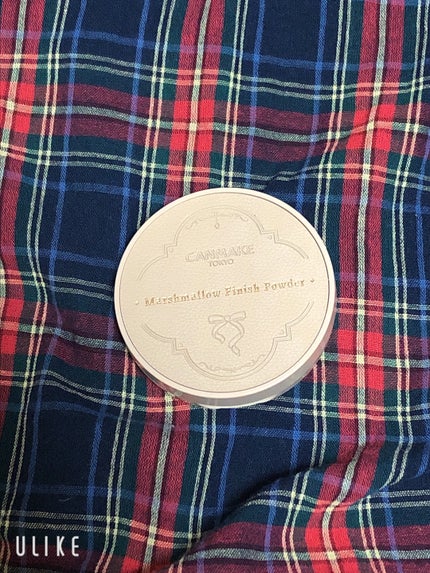 CANMAKE
TOKYO
• Marshmallow Finish Powder •
ULIKE